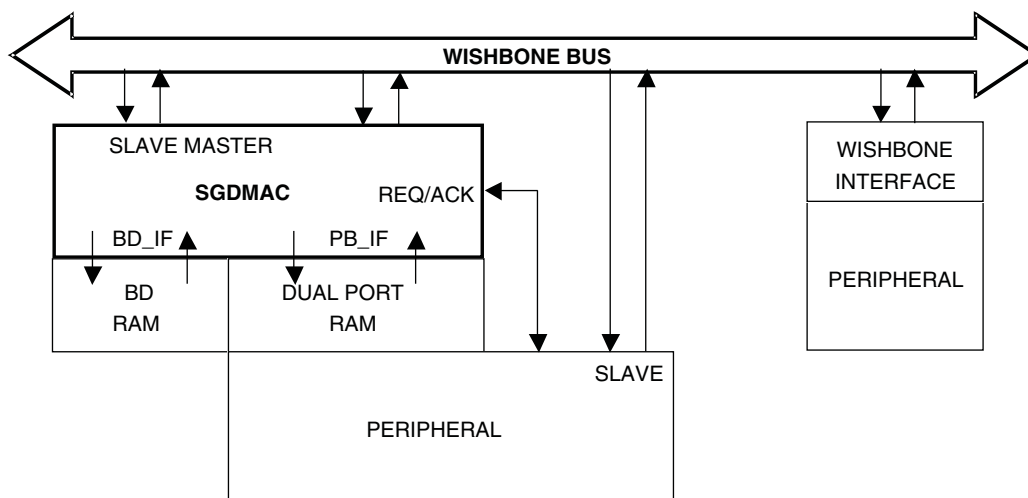 WISHBONE BUS
SLAVE MASTER
SGDMAC
REQ/ACK
BD_IF
PB_IF
BD
RAM
DUAL PORT
RAM
SLAVE
PERIPHERAL
WISHBONE
INTERFACE
PERIPHERAL